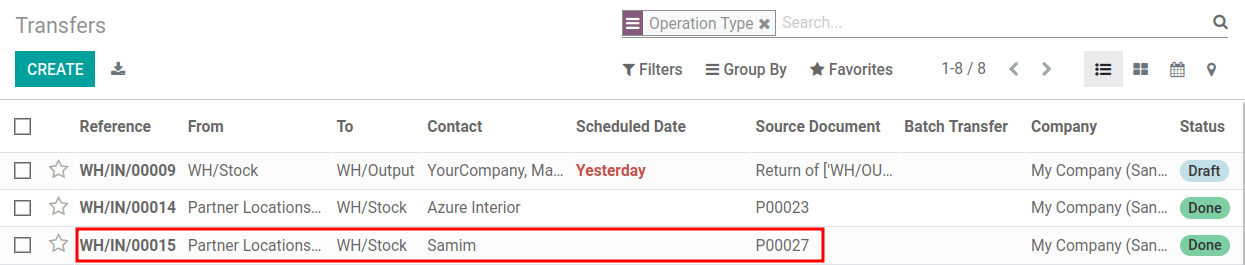 Transfers
Operation Type ✖ Search...
CREATE
Filters Group By Favorites 1-8 / 8
Reference From To Contact Scheduled Date Source Document Batch Transfer Company Status
WH/IN/00009 WH/Stock WH/Output YourCompany, Ma... Yesterday Return of ['WH/OU... My Company (San... Draft
WH/IN/00014 Partner Locations... WH/Stock Azure Interior P00023 My Company (San... Done
WH/IN/00015 Partner Locations... WH/Stock Samim P00027 My Company (San... Done